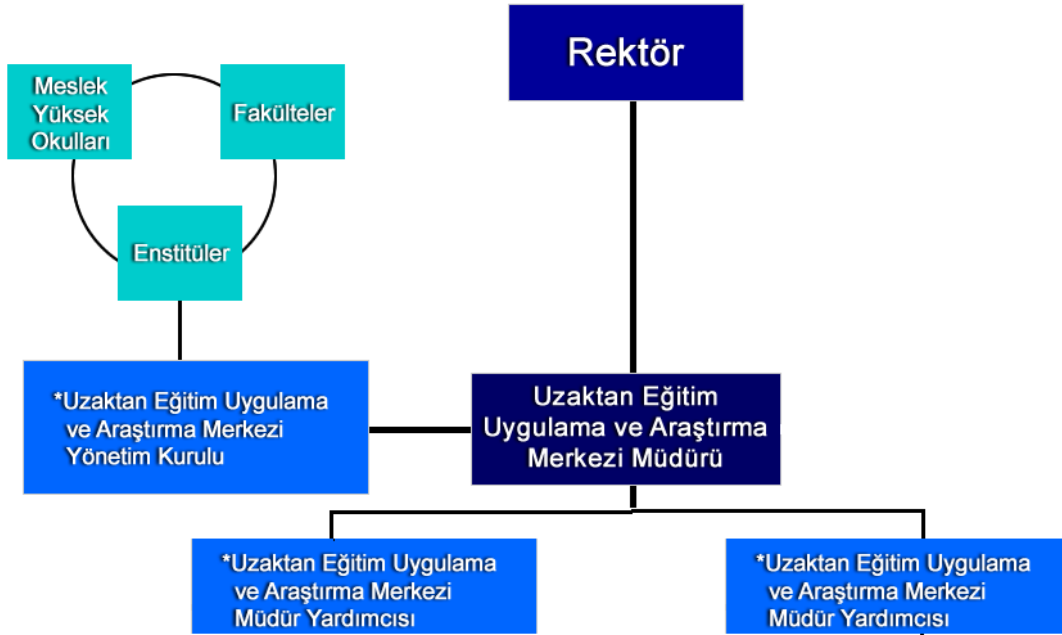 Rektör
Meslek
Yüksek
Okulları
Fakülteler
Enstitüler
*Uzaktan Eğitim Uygulama
ve Araştırma Merkezi
Yönetim Kurulu
Uzaktan Eğitim
Uygulama ve Araştırma
Merkezi Müdürü
*Uzaktan Eğitim Uygulama
ve Araştırma Merkezi
Müdür Yardımcısı
*Uzaktan Eğitim Uygulama
ve Araştırma Merkezi
Müdür Yardımcısı